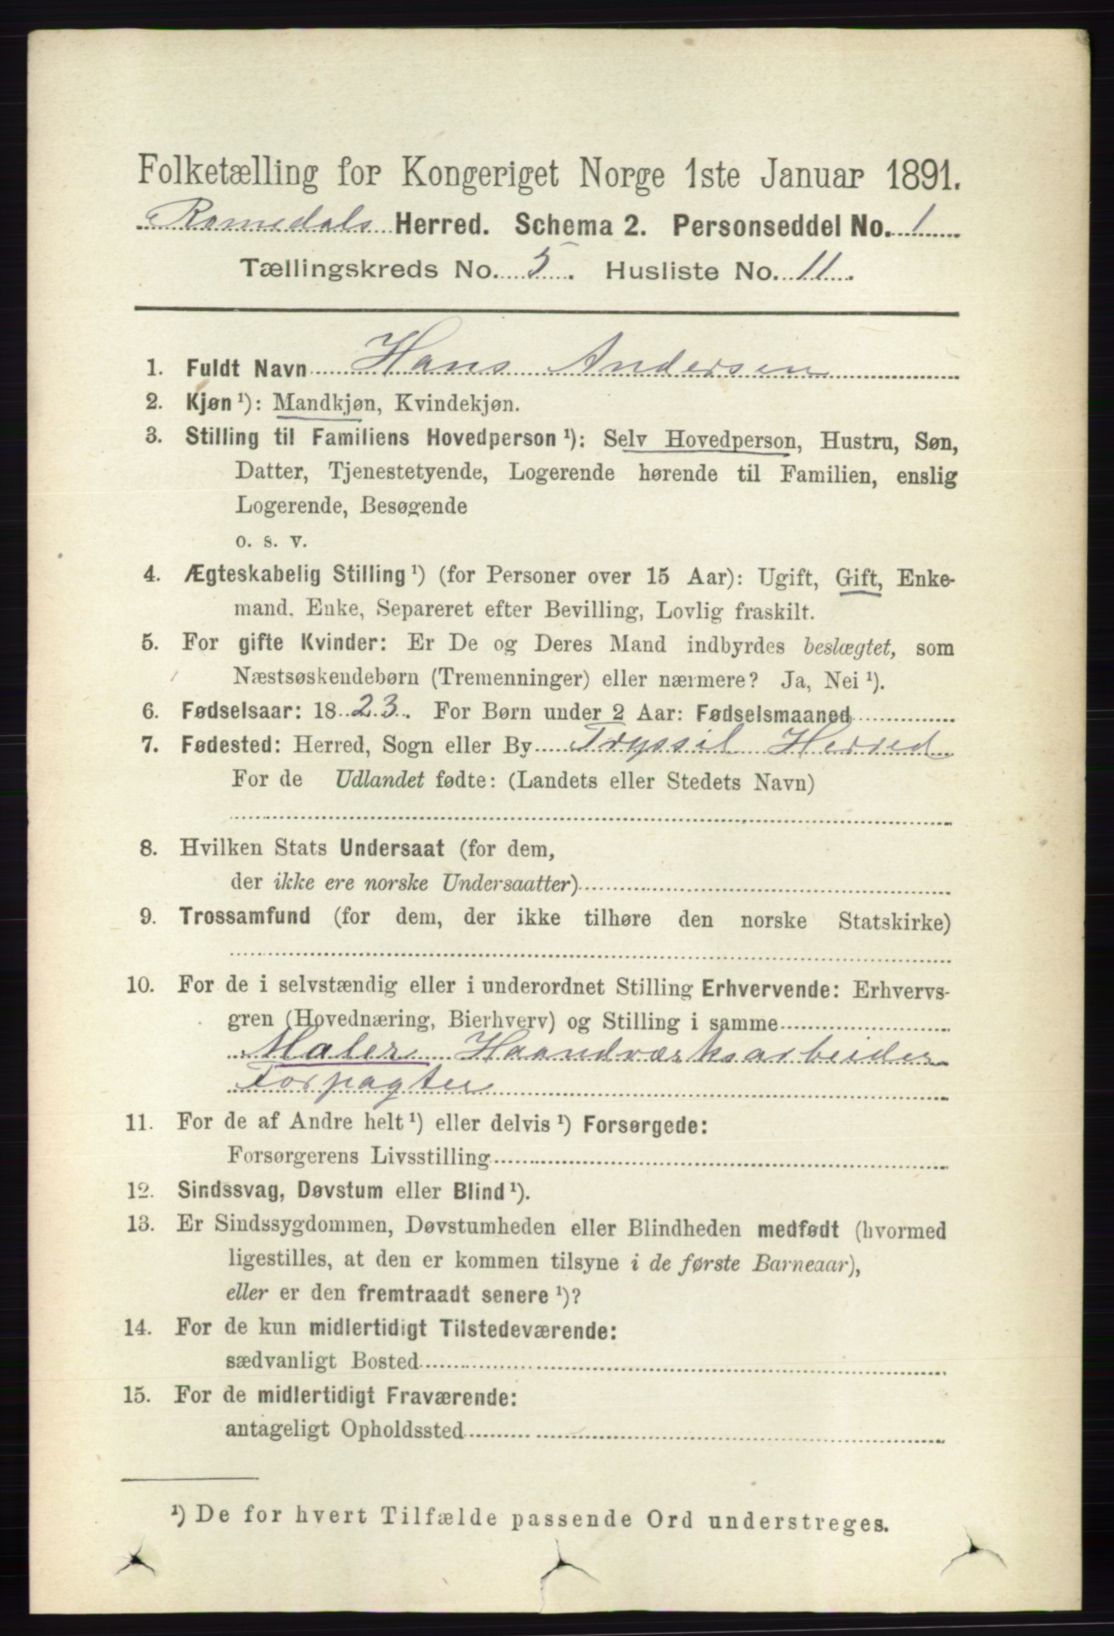 Folketælling for Kongeriget Norge 1ste Januar 1891.
Romedals Herred. Schema 2. Personseddel No. 1
Tællingskreds No. 5. Husliste No. 11.
1. Fuldt Navn Hans Andersen
2. Kjøn ¹): Mandkjøn, Kvindekjøn.
3. Stilling til Familiens Hovedperson ¹): Selv Hovedperson, Hustru, Søn,
Datter, Tjenestetyende, Logerende hørende til Familien, enslig
Logerende, Besøgende
o. s. v.
4. Ægteskabelig Stilling ¹) (for Personer over 15 Aar): Ugift, Gift, Enke-
mand, Enke, Separeret efter Bevilling, Lovlig fraskilt.
5. For gifte Kvinder: Er De og Deres Mand indbyrdes beslægtet, som
Næstsøskendebørn (Tremenninger) eller nærmere? Ja, Nei ¹).
6. Fødselsaar: 1823. For Børn under 2 Aar: Fødselsmaaned
7. Fødested: Herred, Sogn eller By Tryssil Herred
For de Udlandet fødte: (Landets eller Stedets Navn)
8. Hvilken Stats Undersaat (for dem,
der ikke ere norske Undersaatter)
9. Trossamfund (for dem, der ikke tilhøre den norske Statskirke)
10. For de i selvstændig eller i underordnet Stilling Erhvervende: Erhvervs-
gren (Hovednæring, Bierhverv) og Stilling i samme
Maler Haandværksarbeider
Forpagter
11. For de af Andre helt ¹) eller delvis ¹) Forsørgede:
Forsørgerens Livsstilling
12. Sindssvag, Døvstum eller Blind ¹).
13. Er Sindssygdommen, Døvstumheden eller Blindheden medfødt (hvormed
ligestilles, at den er kommen tilsyne i de første Barneaar),
eller er den fremtraadt senere ¹)?
14. For de kun midlertidigt Tilstedeværende:
sædvanligt Bosted
15. For de midlertidigt Fraværende:
antageligt Opholdssted
¹) De for hvert Tilfælde passende Ord understreges.